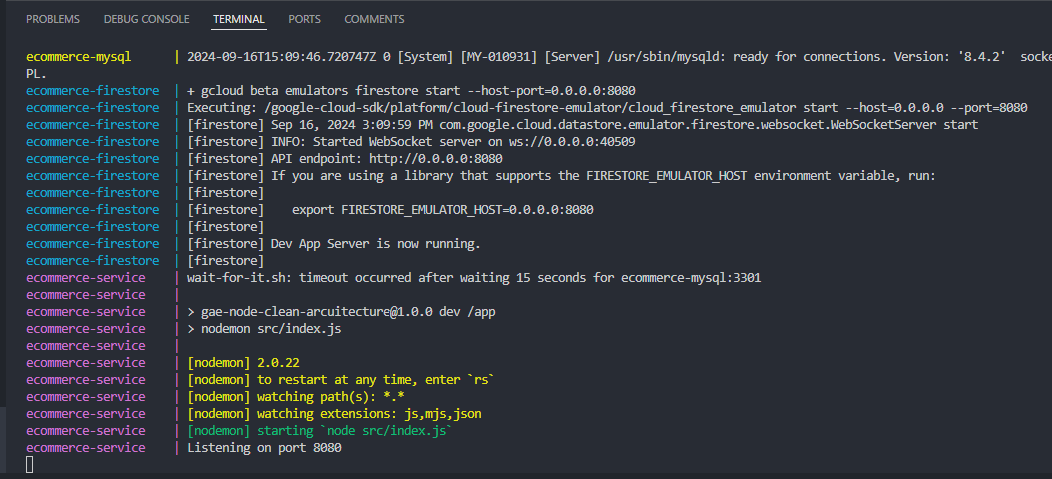 PROBLEMS DEBUG CONSOLE TERMINAL PORTS COMMENTS
ecommerce-mysql | 2024-09-16T15:09:46.720747Z 0 [System] [MY-010931] [Server] /usr/sbin/mysqld: ready for connections. Version: '8.4.2' socke
PL.
ecommerce-firestore | + gcloud beta emulators firestore start --host-port=0.0.0.0:8080
ecommerce-firestore | Executing: /google-cloud-sdk/platform/cloud-firestore-emulator/cloud_firestore_emulator start --host=0.0.0.0 --port=8080
ecommerce-firestore | [firestore] Sep 16, 2024 3:09:59 PM com.google.cloud.datastore.emulator.firestore.websocket.WebSocketServer start
ecommerce-firestore | [firestore] INFO: Started WebSocket server on ws://0.0.0.0:40509
ecommerce-firestore | [firestore] API endpoint: http://0.0.0.0:8080
ecommerce-firestore | [firestore] If you are using a library that supports the FIRESTORE_EMULATOR_HOST environment variable, run:
ecommerce-firestore | [firestore]
ecommerce-firestore | [firestore]    export FIRESTORE_EMULATOR_HOST=0.0.0.0:8080
ecommerce-firestore | [firestore]
ecommerce-firestore | [firestore] Dev App Server is now running.
ecommerce-firestore | [firestore]
ecommerce-service | wait-for-it.sh: timeout occurred after waiting 15 seconds for ecommerce-mysql:3301
ecommerce-service |
ecommerce-service | > gae-node-clean-arcuitecture@1.0.0 dev /app
ecommerce-service | > nodemon src/index.js
ecommerce-service |
ecommerce-service | [nodemon] 2.0.22
ecommerce-service | [nodemon] to restart at any time, enter `rs`
ecommerce-service | [nodemon] watching path(s): *.*
ecommerce-service | [nodemon] watching extensions: js,mjs,json
ecommerce-service | [nodemon] starting `node src/index.js`
ecommerce-service | Listening on port 8080